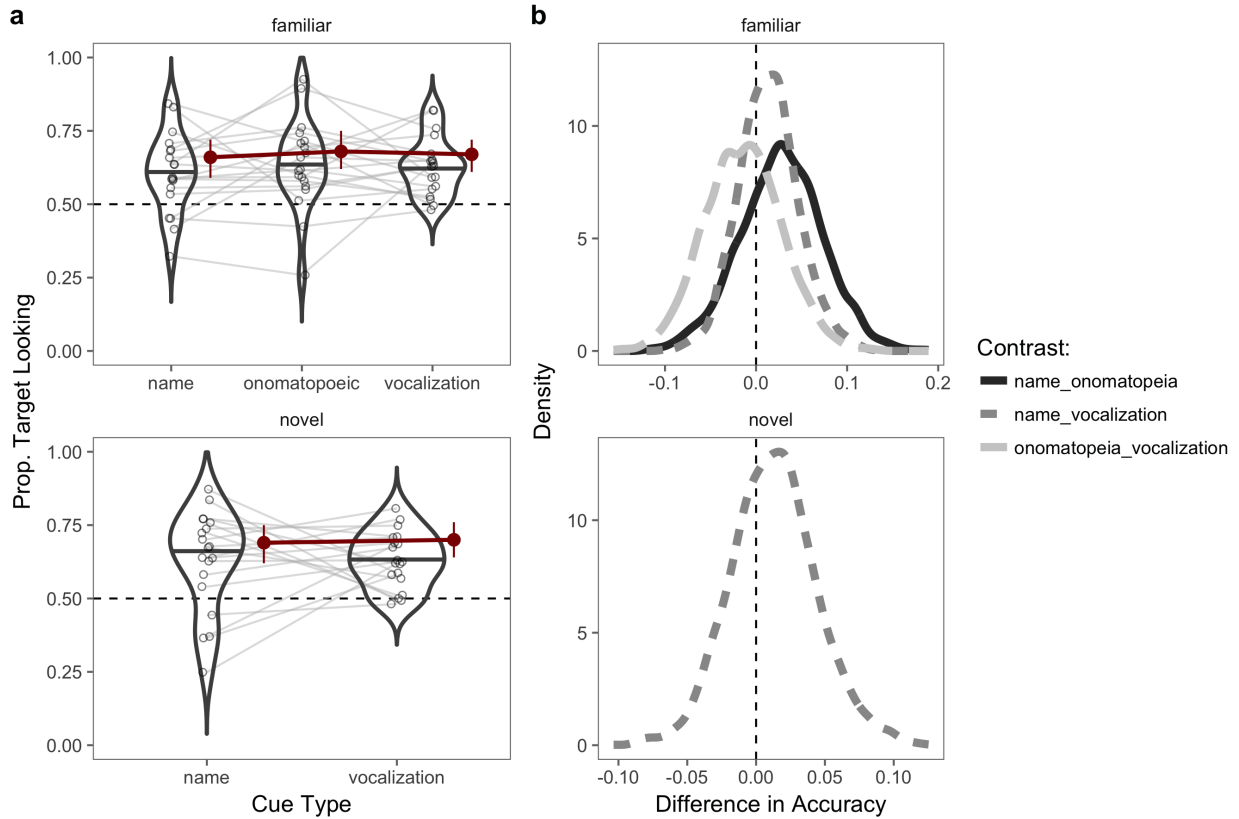 a
familiar
1.00
0.75
0.50
0.25
0.00
name onomatopoeic vocalization
novel
1.00
0.75
0.50
0.25
0.00
name vocalization
Cue Type
Prop. Target Looking
b
familiar
10
5
0
-0.1 0.0 0.1 0.2
novel
10
5
0
-0.10 -0.05 0.00 0.05 0.10
Difference in Accuracy
Density
Contrast:
name_onomatopeia
name_vocalization
onomatopeia_vocalization